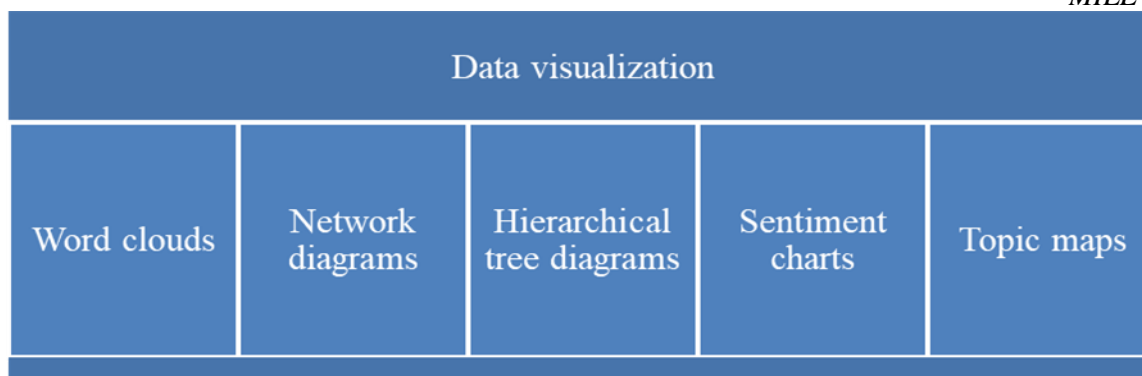 Data visualization
Word clouds
Network
diagrams
Hierarchical
tree diagrams
Sentiment
charts
Topic maps